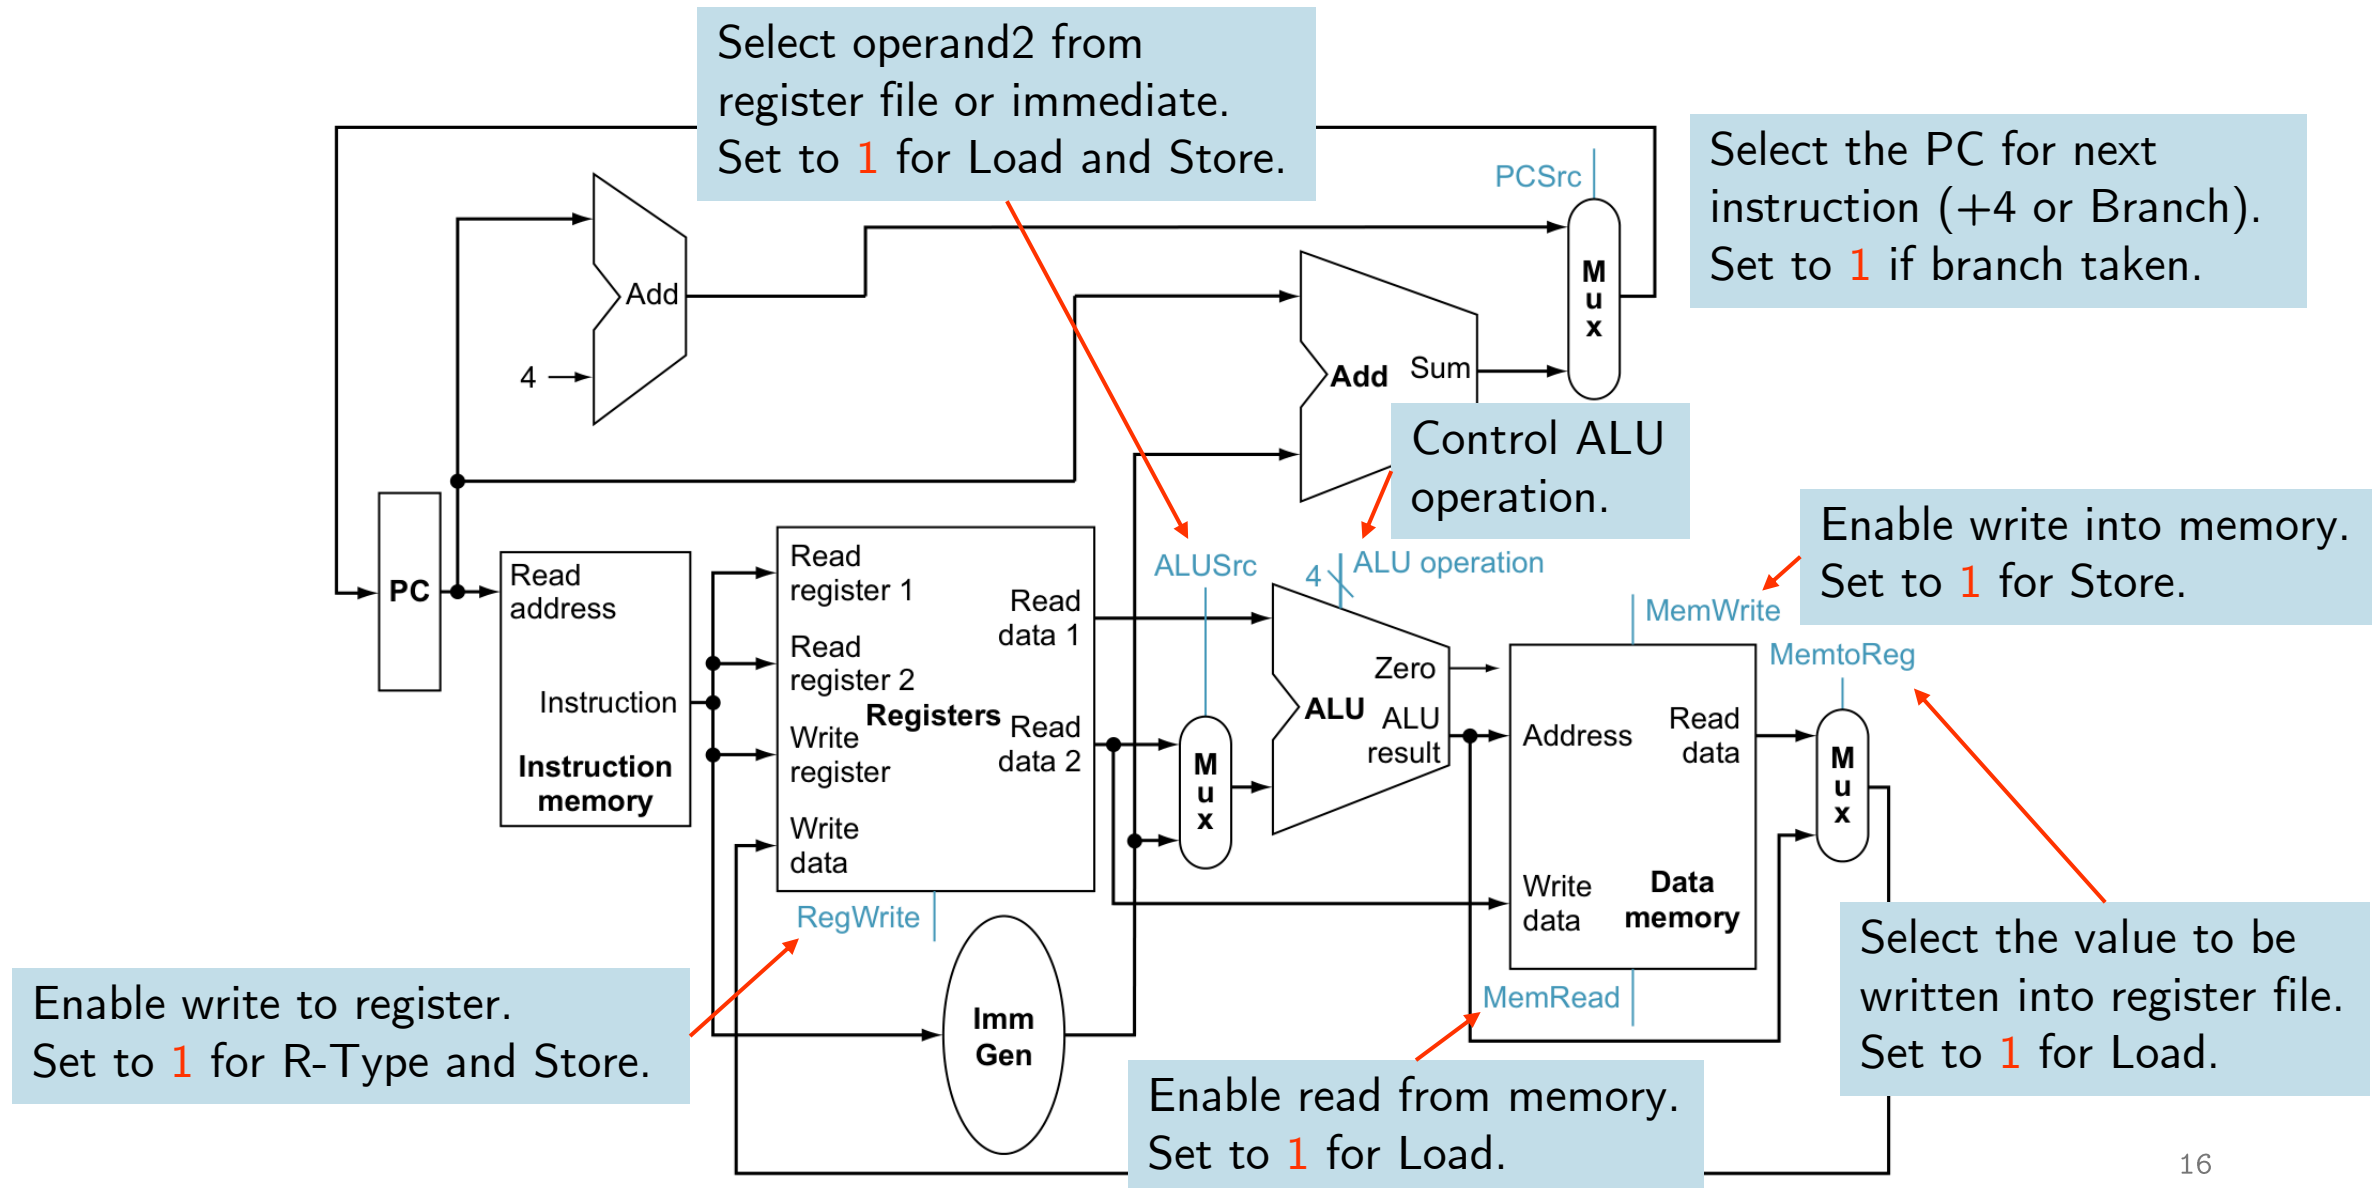 Select operand2 from
register file or immediate.
Set to 1 for Load and Store.
Select the PC for next
instruction (+4 or Branch).
Set to 1 if branch taken.
PCSrc
M
u
x
Add
4
Add
Sum
Control ALU
operation.
Enable write into memory.
Set to 1 for Store.
PC
Read
address
Instruction
Instruction
memory
Read
register 1
Read
register 2
Registers
Write
register
Write
data
Read
data 1
Read
data 2
RegWrite
ALUSrc
M
u
x
4
ALU operation
Zero
ALU
ALU
result
MemWrite
MemtoReg
Address
Read
data
Write
data
Data
memory
M
u
x
MemRead
Imm
Gen
Enable write to register.
Set to 1 for R-Type and Store.
Enable read from memory.
Set to 1 for Load.
Select the value to be
written into register file.
Set to 1 for Load.
16